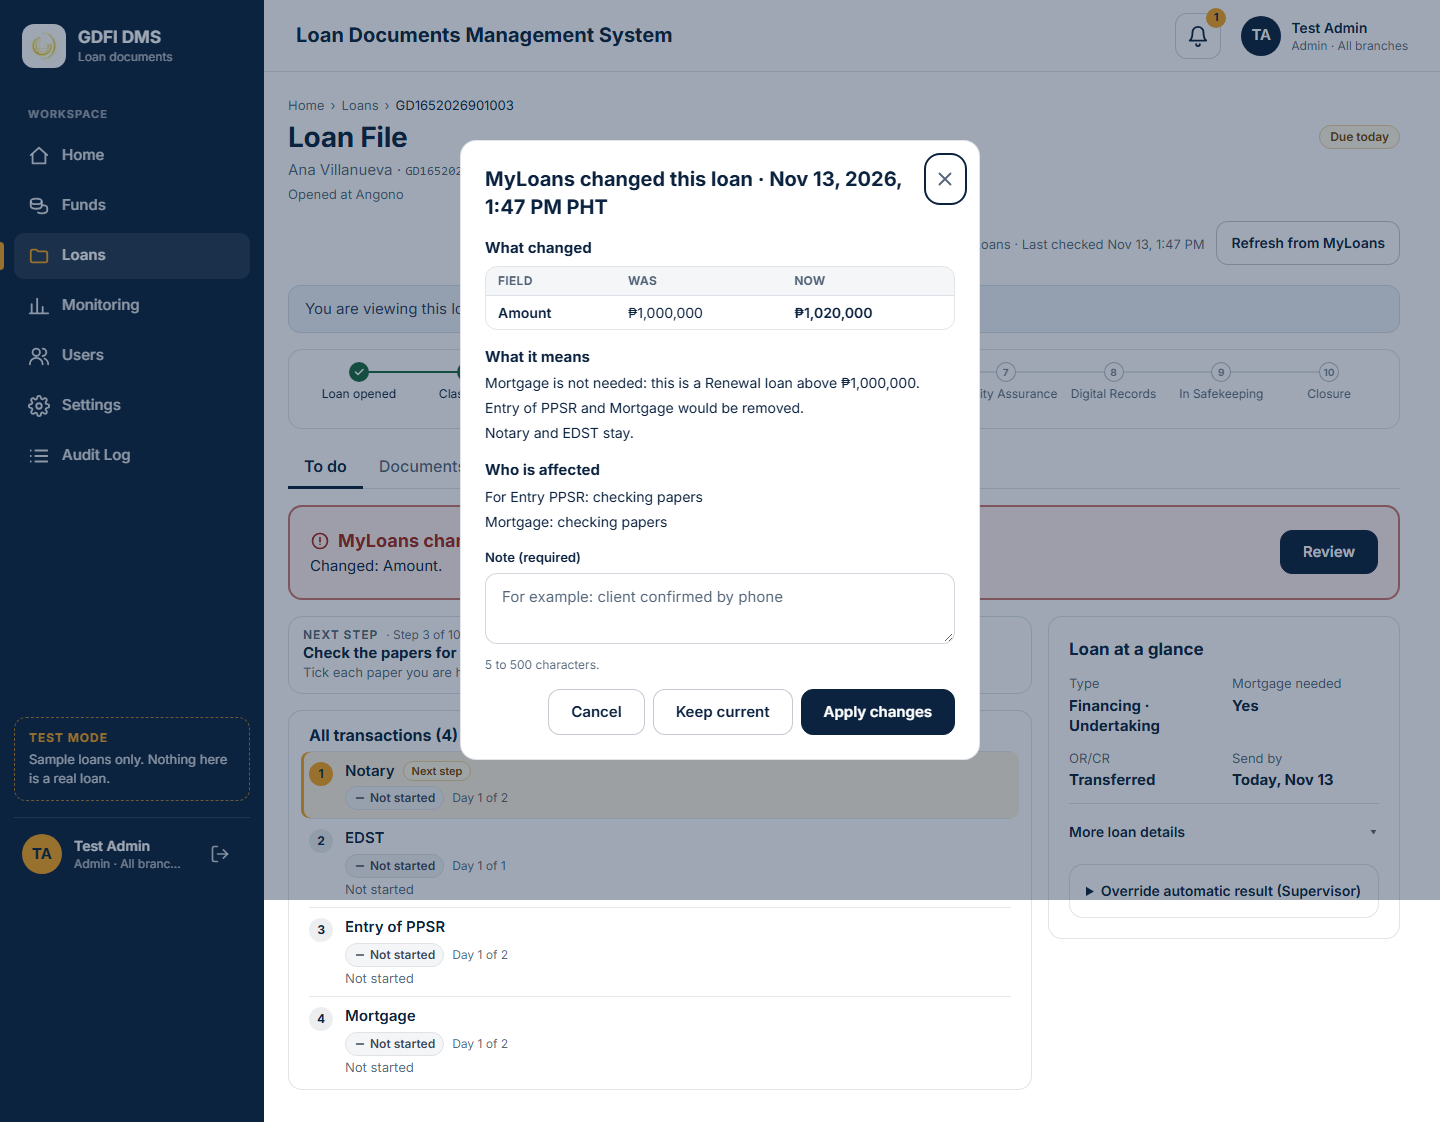 GDFI DMS
Loan documents
WORKSPACE
Home
Funds
Loans
Monitoring
Users
Settings
Audit Log
TEST MODE
Sample loans only. Nothing here
is a real loan.
TA
Test Admin
Admin · All branc...
Loan Documents Management System
1
TA
Test Admin
Admin · All branches
Home › Loans › GD1652026901003
Loan File
Due today
Ana Villanueva · GD165202
Opened at Angono
oans · Last checked Nov 13, 1:47 PM
Refresh from MyLoans
You are viewing this lo
Loan opened
Clas
7
ity Assurance
8
Digital Records
9
In Safekeeping
10
Closure
To do
Documents
MyLoans chan
Changed: Amount.
Review
NEXT STEP · Step 3 of 10
Check the papers for
Tick each paper you are h
All transactions (4)
1
Notary
Next step
– Not started
Day 1 of 2
2
EDST
– Not started
Day 1 of 1
Not started
3
Entry of PPSR
– Not started
Day 1 of 2
Not started
4
Mortgage
– Not started
Day 1 of 2
Not started
Loan at a glance
Type
Financing ·
Undertaking
Mortgage needed
Yes
OR/CR
Transferred
Send by
Today, Nov 13
More loan details
Override automatic result (Supervisor)
MyLoans changed this loan · Nov 13, 2026,
1:47 PM PHT
What changed
FIELD WAS NOW
Amount ₱1,000,000 ₱1,020,000
What it means
Mortgage is not needed: this is a Renewal loan above ₱1,000,000.
Entry of PPSR and Mortgage would be removed.
Notary and EDST stay.
Who is affected
For Entry PPSR: checking papers
Mortgage: checking papers
Note (required)
For example: client confirmed by phone
5 to 500 characters.
Cancel
Keep current
Apply changes